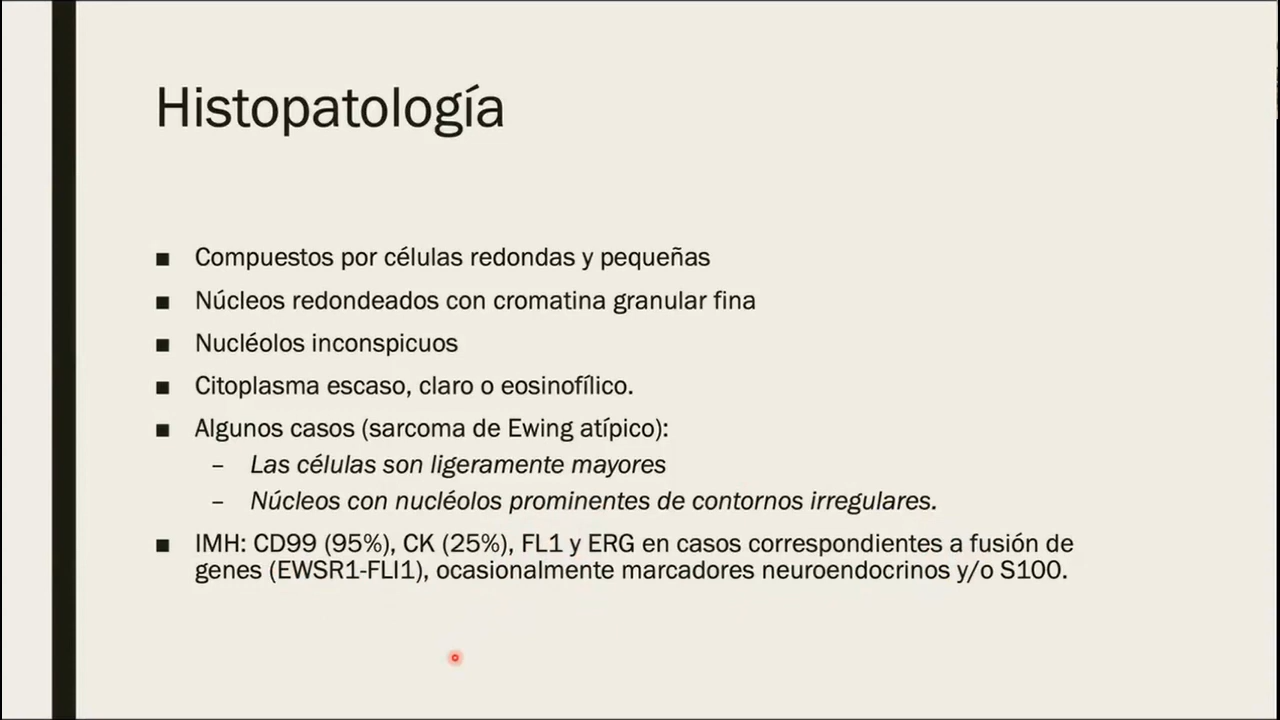 Histopatología
■ Compuestos por células redondas y pequeñas
■ Núcleos redondeados con cromatina granular fina
■ Nucléolos inconspicuos
■ Citoplasma escaso, claro o eosinofílico.
■ Algunos casos (sarcoma de Ewing atípico):
– Las células son ligeramente mayores
– Núcleos con nucléolos prominentes de contornos irregulares.
■ IMH: CD99 (95%), CK (25%), FL1 y ERG en casos correspondientes a fusión de
genes (EWSR1-FLI1), ocasionalmente marcadores neuroendocrinos y/o S100.